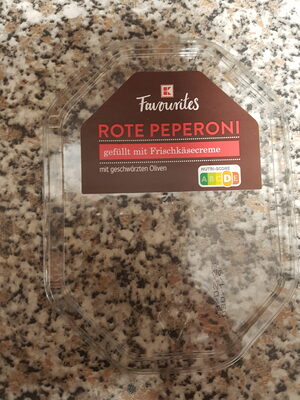 K
Favourites
ROTE PEPERONI
gefüllt mit Frischkäsecreme
mit geschwärzten Oliven
NUTRI-SCORE
A B C D E